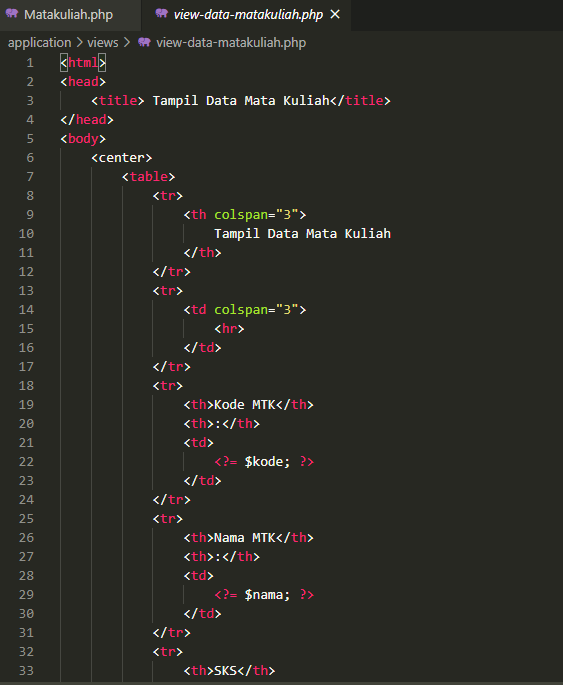 Matakuliah.php
view-data-matakuliah.php ×
application > views > view-data-matakuliah.php
1 <html>
2 <head>
3 <title> Tampil Data Mata Kuliah</title>
4 </head>
5 <body>
6 <center>
7 <table>
8 <tr>
9 <th colspan="3">
10 Tampil Data Mata Kuliah
11 </th>
12 </tr>
13 <tr>
14 <td colspan="3">
15 <hr>
16 </td>
17 </tr>
18 <tr>
19 <th>Kode MTK</th>
20 <th>:</th>
21 <td>
22 <?= $kode; ?>
23 </td>
24 </tr>
25 <tr>
26 <th>Nama MTK</th>
27 <th>:</th>
28 <td>
29 <?= $nama; ?>
30 </td>
31 </tr>
32 <tr>
33 <th>SKS</th>